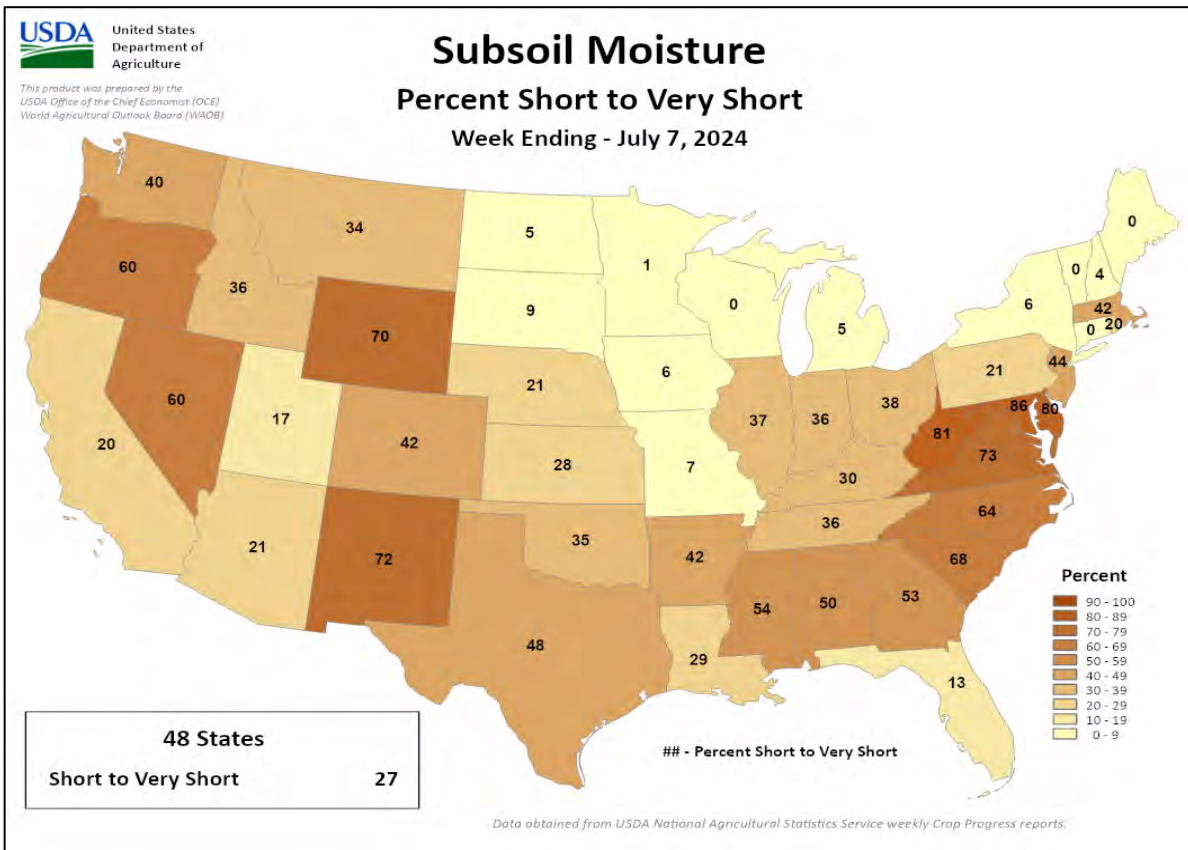 USDA
United States
Department of
Agriculture
This product was prepared by the
USDA Office of the Chief Economist (OCE)
World Agricultural Outlook Board (WAOB)
Subsoil Moisture
Percent Short to Very Short
Week Ending - July 7, 2024
40
34
5
1
0
60
36
9
0
5
6
0
4
42
0
20
70
6
21
44
60
17
42
21
37
36
38
86
80
20
28
7
81
73
30
21
72
35
42
36
64
68
48
54
50
53
29
13
Percent
90 - 100
80 - 89
70 - 79
60 - 69
50 - 59
40 - 49
30 - 39
20 - 29
10 - 19
0 - 9
48 States
Short to Very Short 27
## - Percent Short to Very Short
Data obtained from USDA National Agricultural Statistics Service weekly Crop Progress reports.